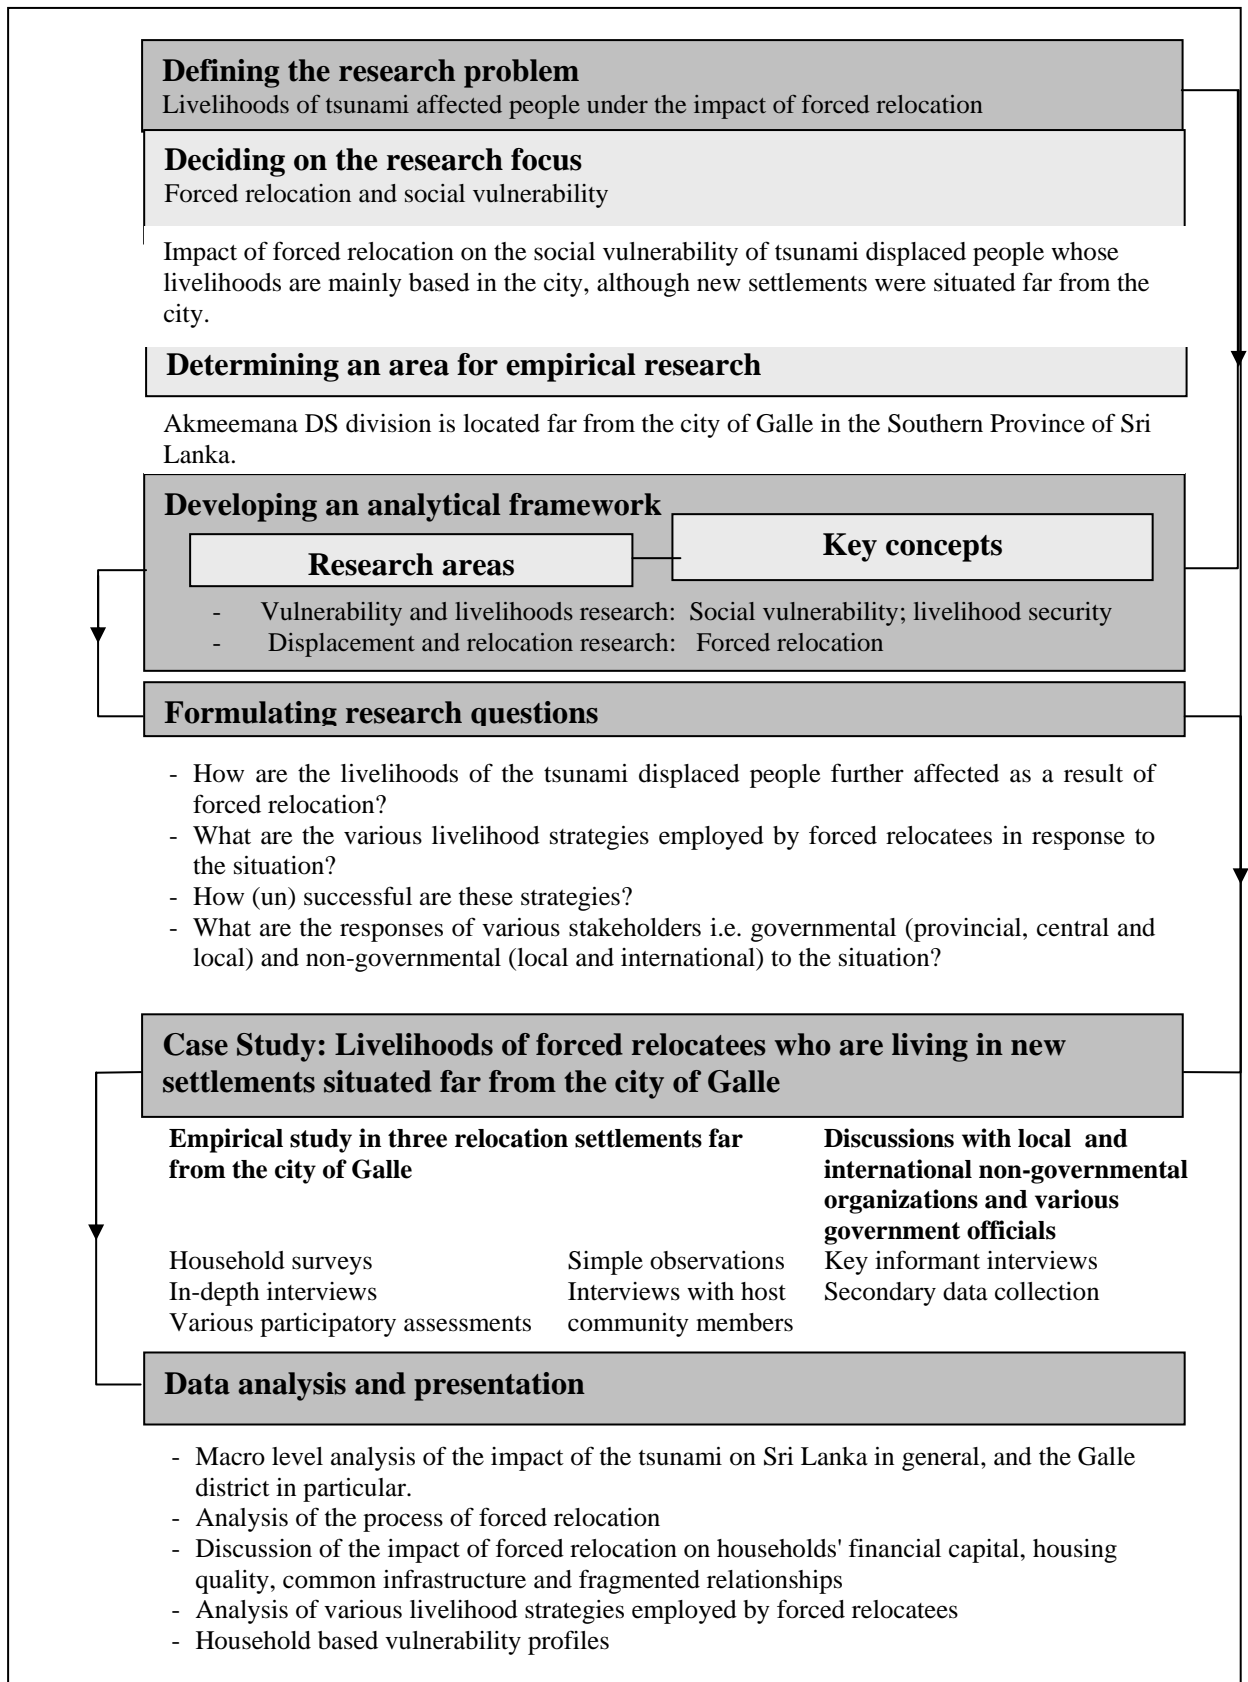 Defining the research problem
Livelihoods of tsunami affected people under the impact of forced relocation
Deciding on the research focus
Forced relocation and social vulnerability
Impact of forced relocation on the social vulnerability of tsunami displaced people whose
livelihoods are mainly based in the city, although new settlements were situated far from the
city.
Determining an area for empirical research
Akmeemana DS division is located far from the city of Galle in the Southern Province of Sri
Lanka.
Developing an analytical framework
Research areas
Key concepts
- Vulnerability and livelihoods research: Social vulnerability; livelihood security
- Displacement and relocation research: Forced relocation
Formulating research questions
- How are the livelihoods of the tsunami displaced people further affected as a result of
forced relocation?
- What are the various livelihood strategies employed by forced relocatees in response to
the situation?
- How (un) successful are these strategies?
- What are the responses of various stakeholders i.e. governmental (provincial, central and
local) and non-governmental (local and international) to the situation?
Case Study: Livelihoods of forced relocatees who are living in new
settlements situated far from the city of Galle
Empirical study in three relocation settlements far
from the city of Galle
Household surveys
In-depth interviews
Various participatory assessments
Simple observations
Interviews with host
community members
Discussions with local and
international non-governmental
organizations and various
government officials
Key informant interviews
Secondary data collection
Data analysis and presentation
- Macro level analysis of the impact of the tsunami on Sri Lanka in general, and the Galle
district in particular.
- Analysis of the process of forced relocation
- Discussion of the impact of forced relocation on households' financial capital, housing
quality, common infrastructure and fragmented relationships
- Analysis of various livelihood strategies employed by forced relocatees
- Household based vulnerability profiles